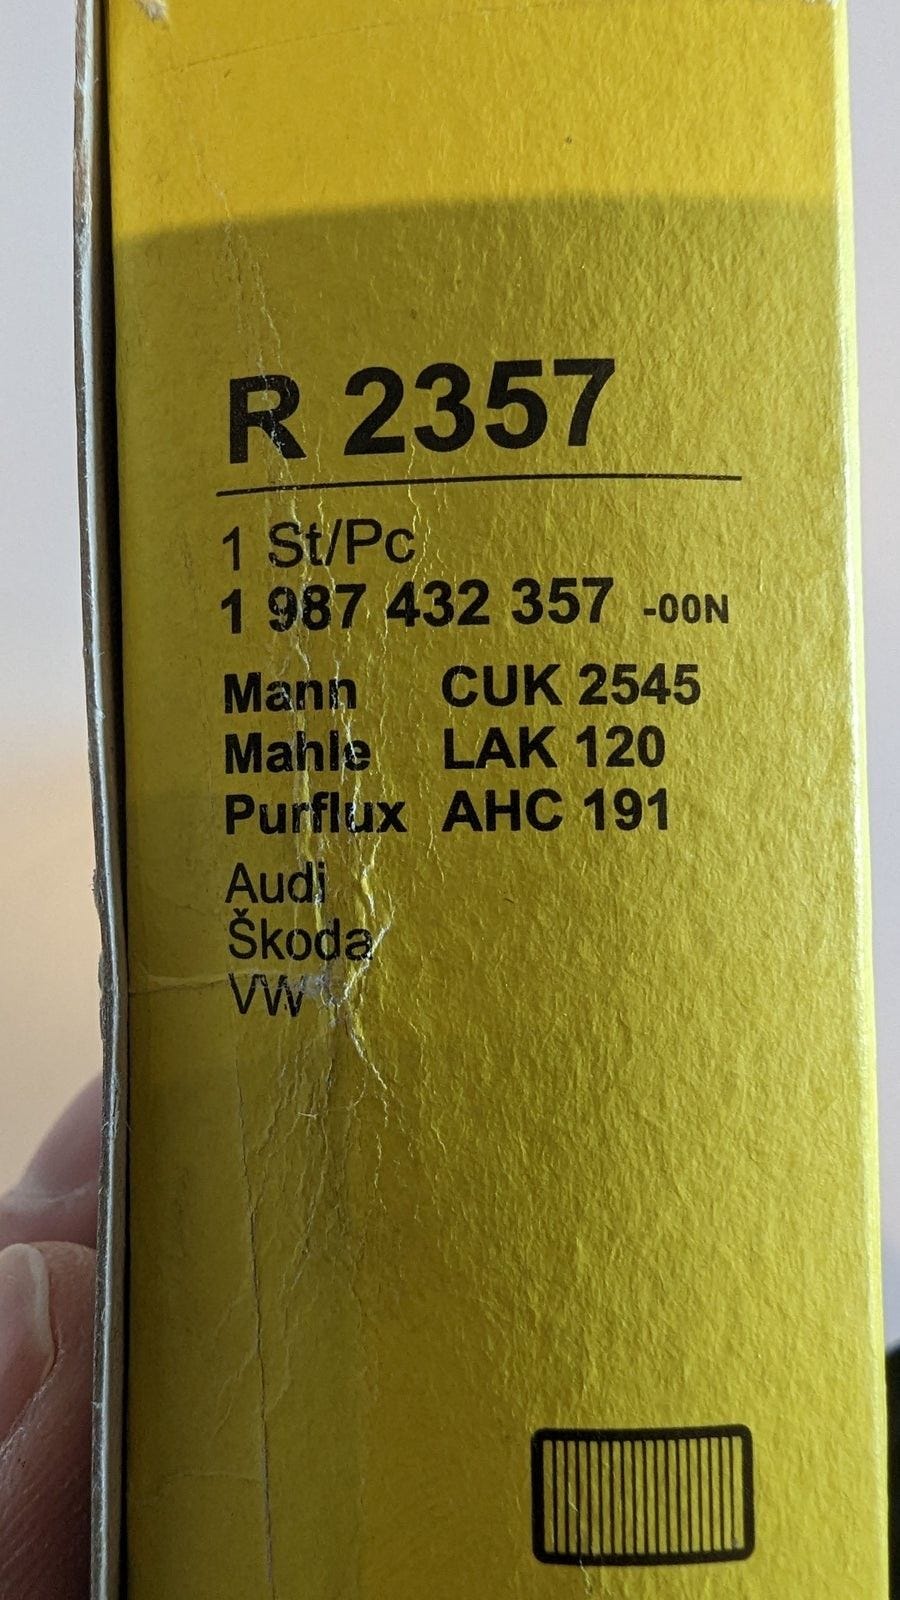 R 2357
1 St/Pc
1 987 432 357 -00N
Mann CUK 2545
Mahle LAK 120
Purflux AHC 191
Audi
Škoda
VW